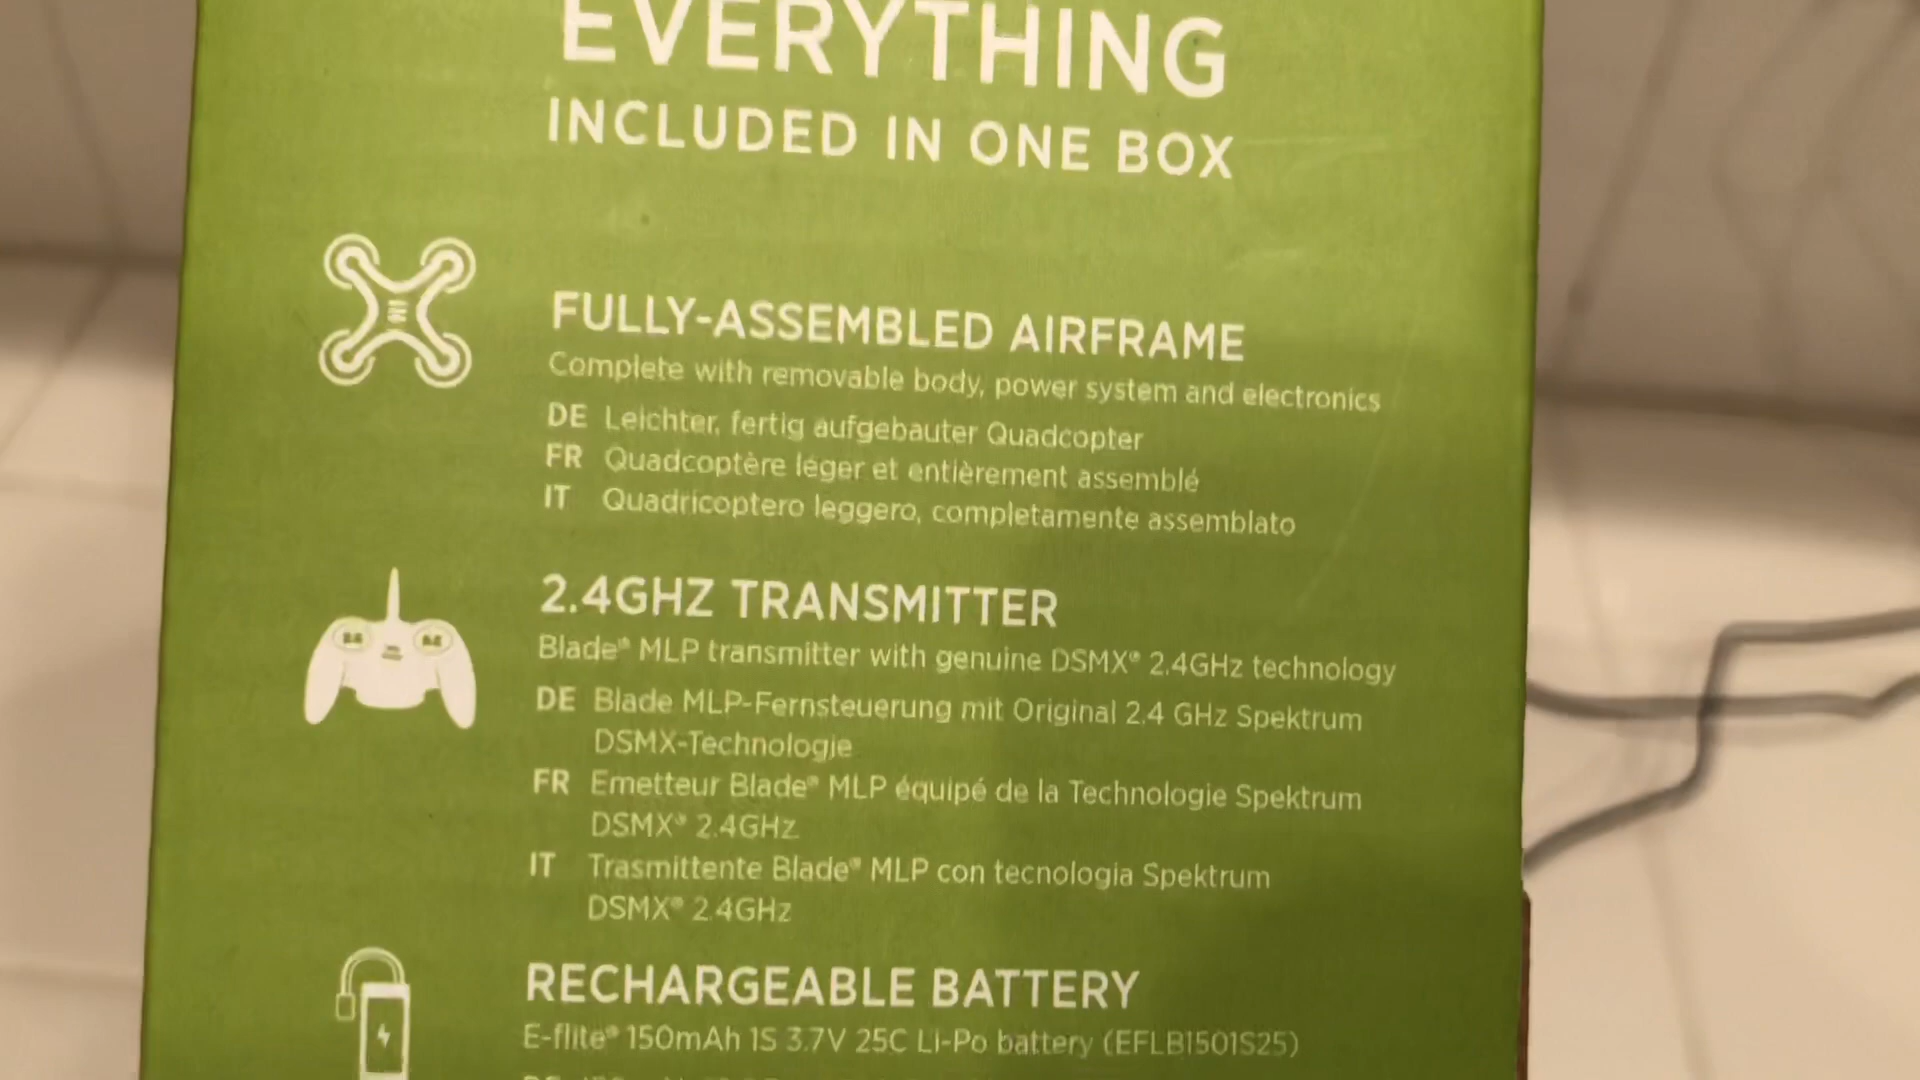 EVERYTHING
INCLUDED IN ONE BOX
FULLY-ASSEMBLED AIRFRAME
Complete with removable body, power system and electronics
DE Leichter, fertig aufgebauter Quadcopter
FR Quadcoptère léger et entièrement assemblé
IT Quadricoptero leggero, completamente assemblato
2.4GHZ TRANSMITTER
Blade® MLP transmitter with genuine DSMX® 2.4GHz technology
DE Blade MLP-Fernsteuerung mit Original 2.4 GHz Spektrum
DSMX-Technologie
FR Emetteur Blade® MLP équipé de la Technologie Spektrum
DSMX® 2.4GHz
IT Trasmittente Blade® MLP con tecnologia Spektrum
DSMX® 2.4GHz
RECHARGEABLE BATTERY
E-flite® 150mAh 1S 3.7V 25C Li-Po battery (EFLB1501S25)